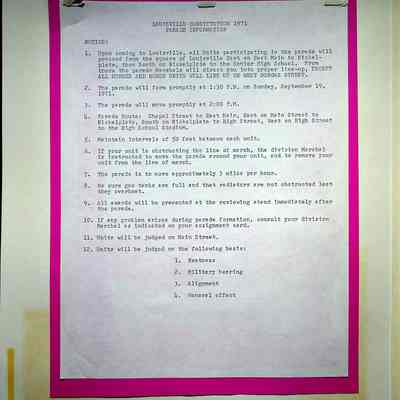 LOUISVILLE CONSTITUTION 1971
PARADE INFORMATION
NOTICE:
1. Upon coming to Louisville, all Units participating in the parade will
proceed from the square of Louisville East on East Main to Nickel-
plate, then South on Nickelplate to the Senior High School. From
there the parade Marshall will direct you into proper line-up, EXCEPT
ALL HORSES AND HORSE UNITS WILL LINE UP ON WEST GORGAS STREET.
2. The parade will form promptly at 1:30 P.M. on Sunday, September 19,
1971.
3. The parade will move promptly at 2:00 P.M.
4. Parade Route: Chapel Street to East Main, East on Main Street to
Nickelplate, South on Nickelplate to High Street, East on High Street
to the High School Stadium.
5. Maintain intervals of 50 feet between each unit.
6. If your unit is obstructing the line of march, the division Marshal
is instructed to move the parade around your unit, and to remove your
unit from the line of march.
7. The parade is to move approximately 3 miles per hour.
8. Be sure gas tanks are full and that radiators are not obstructed lest
they overheat.
9. All awards will be presented at the reviewing stand immediately after
the parade.
10. If any problem arises during parade formation, consult your division
Marshal as indicated on your assignment card.
11. Units will be judged on Main Street.
12. Units will be judged on the following basis:
1. Neatness
2. Military bearing
3. Alignment
4. General effect